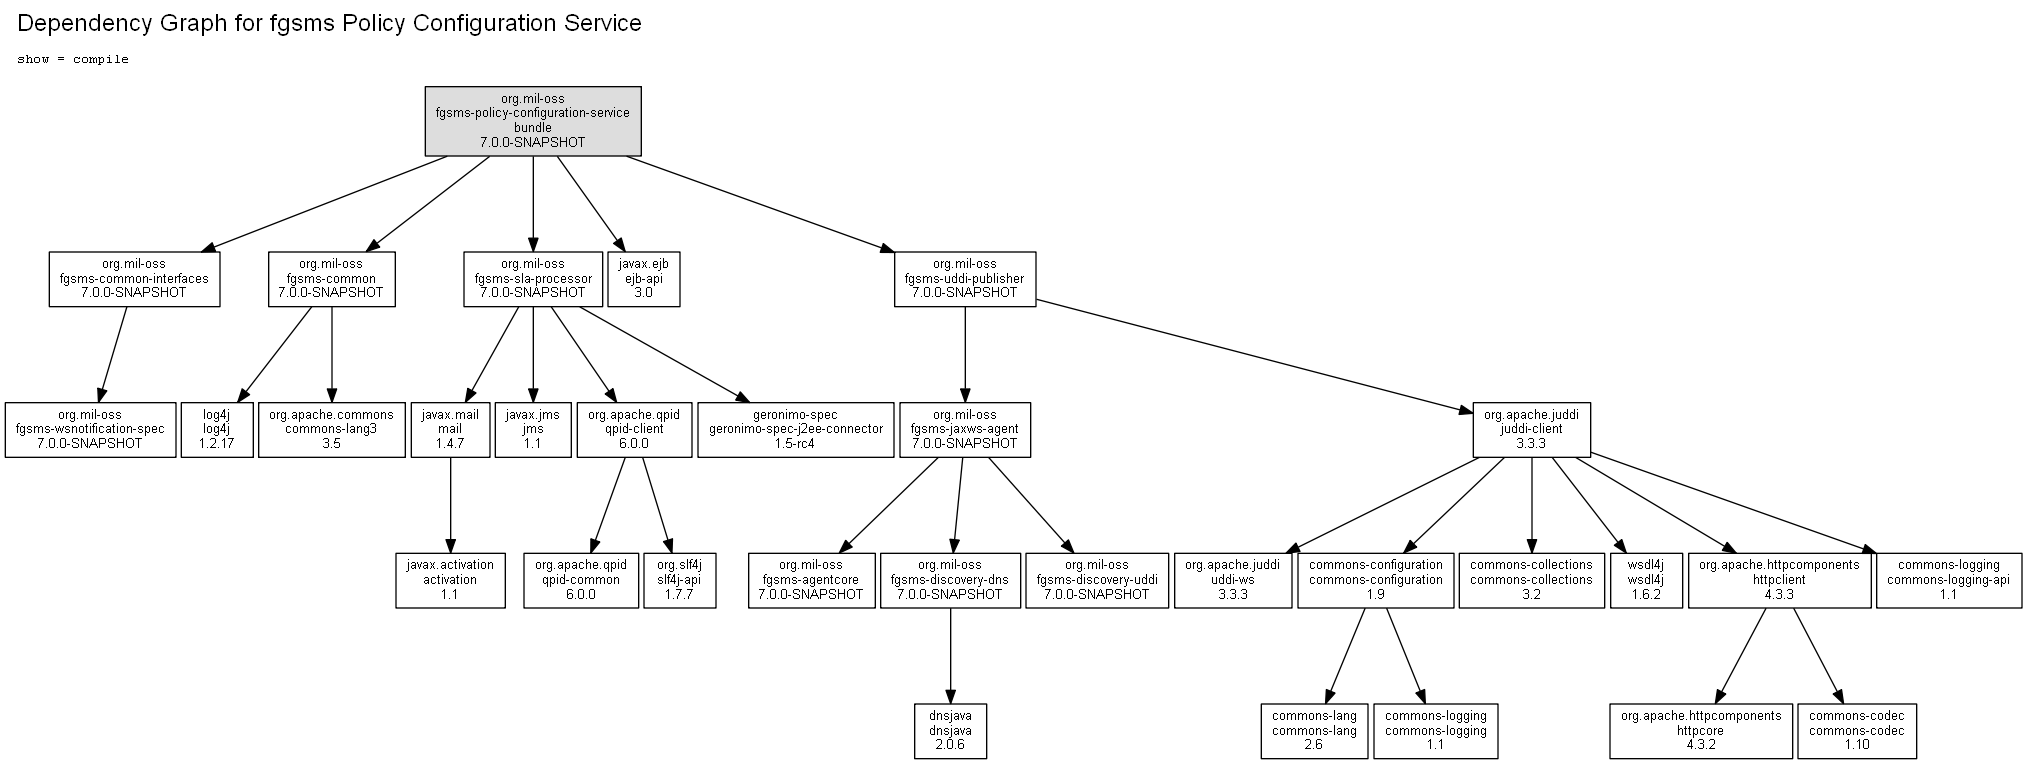 Dependency Graph for fgsms Policy Configuration Service
show = compile
org.mil-oss
fgsms-policy-configuration-service
bundle
7.0.0-SNAPSHOT
org.mil-oss
fgsms-common-interfaces
7.0.0-SNAPSHOT
org.mil-oss
fgsms-common
7.0.0-SNAPSHOT
org.mil-oss
fgsms-sla-processor
7.0.0-SNAPSHOT
javax.ejb
ejb-api
3.0
org.mil-oss
fgsms-uddi-publisher
7.0.0-SNAPSHOT
org.mil-oss
fgsms-wsnotification-spec
7.0.0-SNAPSHOT
log4j
log4j
1.2.17
org.apache.commons
commons-lang3
3.5
javax.mail
mail
1.4.7
javax.jms
jms
1.1
org.apache.qpid
qpid-client
6.0.0
geronimo-spec
geronimo-spec-j2ee-connector
1.5-rc4
org.mil-oss
fgsms-jaxws-agent
7.0.0-SNAPSHOT
org.apache.juddi
juddi-client
3.3.3
javax.activation
activation
1.1
org.apache.qpid
qpid-common
6.0.0
org.slf4j
slf4j-api
1.7.7
org.mil-oss
fgsms-agentcore
7.0.0-SNAPSHOT
org.mil-oss
fgsms-discovery-dns
7.0.0-SNAPSHOT
org.mil-oss
fgsms-discovery-uddi
7.0.0-SNAPSHOT
org.apache.juddi
uddi-ws
3.3.3
commons-configuration
commons-configuration
1.9
commons-collections
commons-collections
3.2
wsdl4j
wsdl4j
1.6.2
org.apache.httpcomponents
httpclient
4.3.3
commons-logging
commons-logging-api
1.1
dnsjava
dnsjava
2.0.6
commons-lang
commons-lang
2.6
commons-logging
commons-logging
1.1
org.apache.httpcomponents
httpcore
4.3.2
commons-codec
commons-codec
1.10